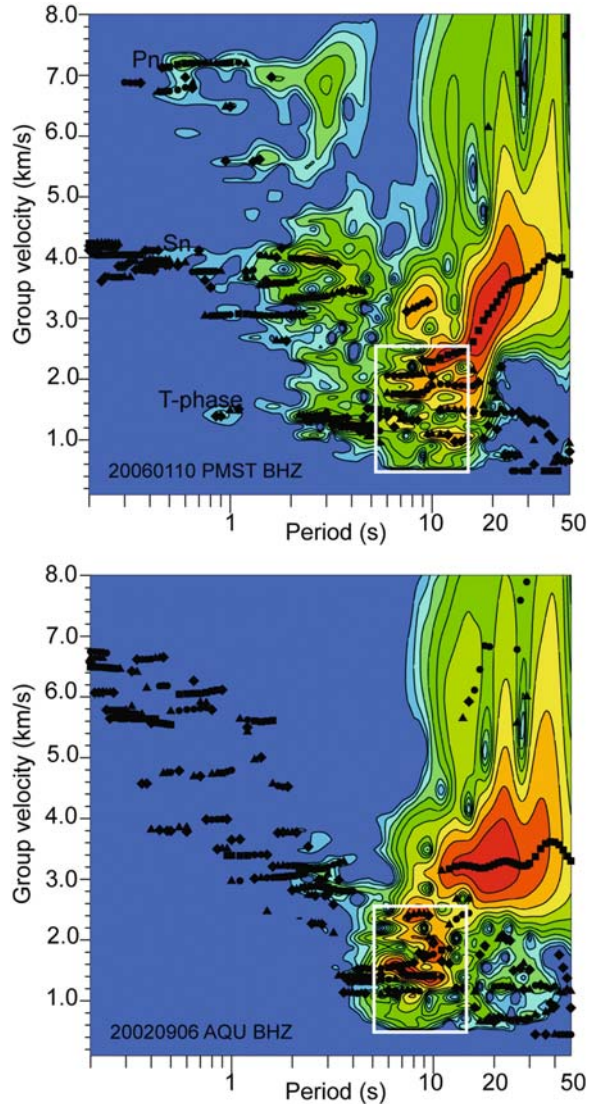 8.0
7.0
6.0
5.0
4.0
3.0
2.0
1.0
Group velocity (km/s)
Pn
Sn
T-phase
20060110 PMST BHZ
1
10
20
50
Period (s)
8.0
7.0
6.0
5.0
4.0
3.0
2.0
1.0
Group velocity (km/s)
20020906 AQU BHZ
1
10
20
50
Period (s)